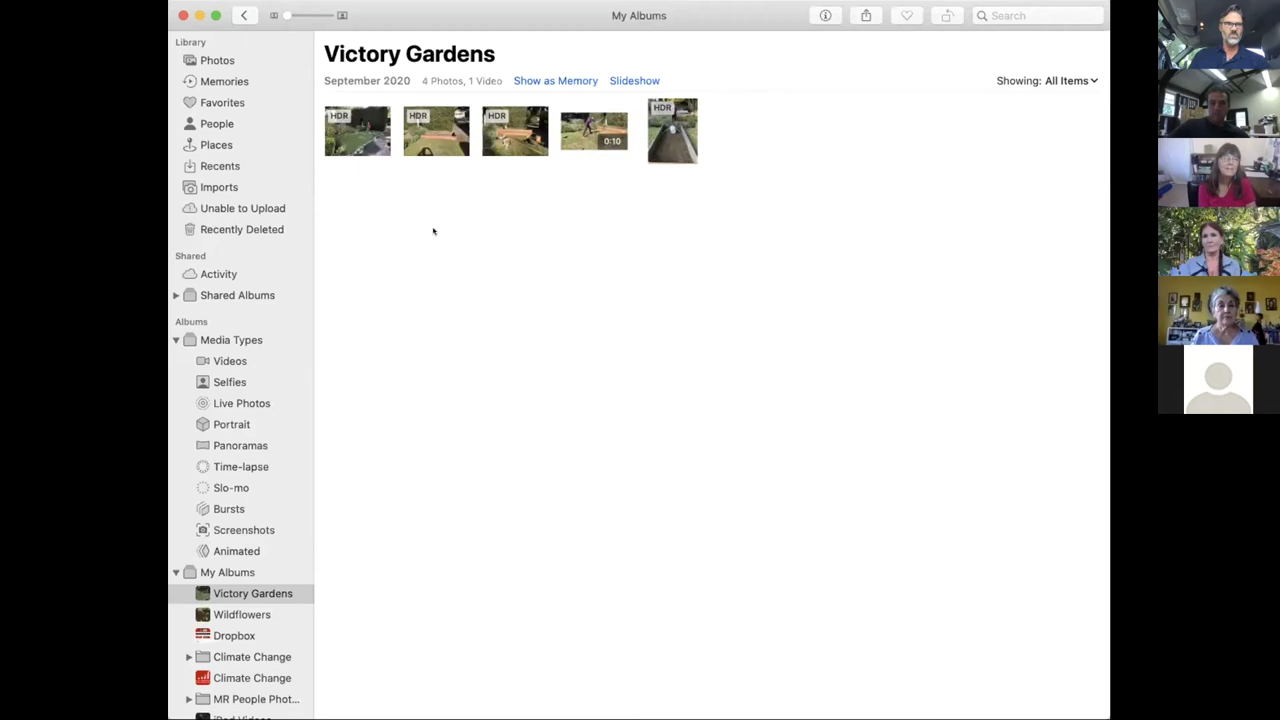 My Albums
Search
Library
Photos
Memories
Favorites
People
Places
Recents
Imports
Unable to Upload
Recently Deleted
Shared
Activity
Shared Albums
Albums
Media Types
Videos
Selfies
Live Photos
Portrait
Panoramas
Time-lapse
Slo-mo
Bursts
Screenshots
Animated
My Albums
Victory Gardens
Wildflowers
Dropbox
Climate Change
Climate Change
MR People Phot...
iPad Videos
Victory Gardens
September 2020 4 Photos, 1 Video Show as Memory Slideshow
Showing: All Items
HDR HDR HDR 0:10 HDR